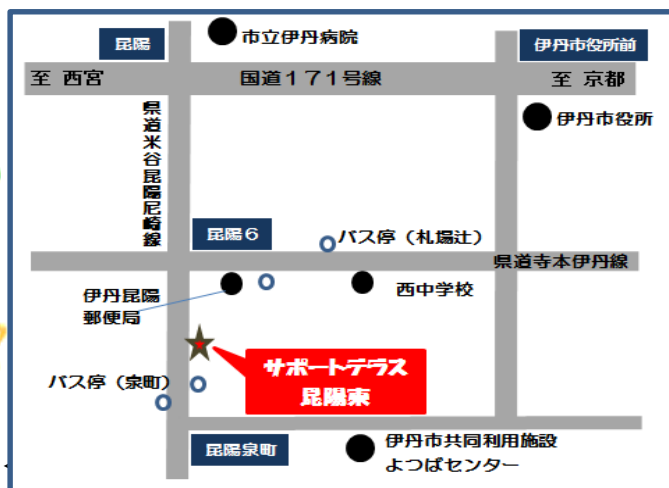 昆陽
市立伊丹病院
伊丹市役所前
至 西宮
国道171号線
至 京都
伊丹市役所
県道米谷昆陽尼崎線
昆陽6
バス停（札場辻）
県道寺本伊丹線
伊丹昆陽
郵便局
西中学校
サポートテラス
昆陽東
バス停（泉町）
昆陽泉町
伊丹市共同利用施設
よつばセンター